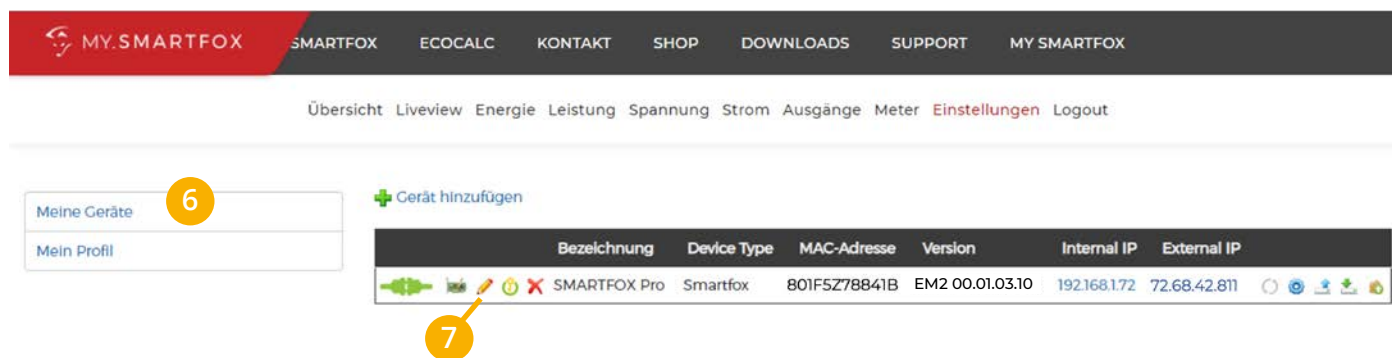 MY.SMARTFOX SMARTFOX ECOCALC KONTAKT SHOP DOWNLOADS SUPPORT MY SMARTFOX
Übersicht Liveview Energie Leistung Spannung Strom Ausgänge Meter Einstellungen Logout
6
Meine Geräte
Mein Profil
Gerät hinzufügen
Bezeichnung Device Type MAC-Adresse Version Internal IP External IP
SMARTFOX Pro Smartfox 801F5Z78841B EM2 00.01.03.10 192.168.1.72 72.68.42.811
7